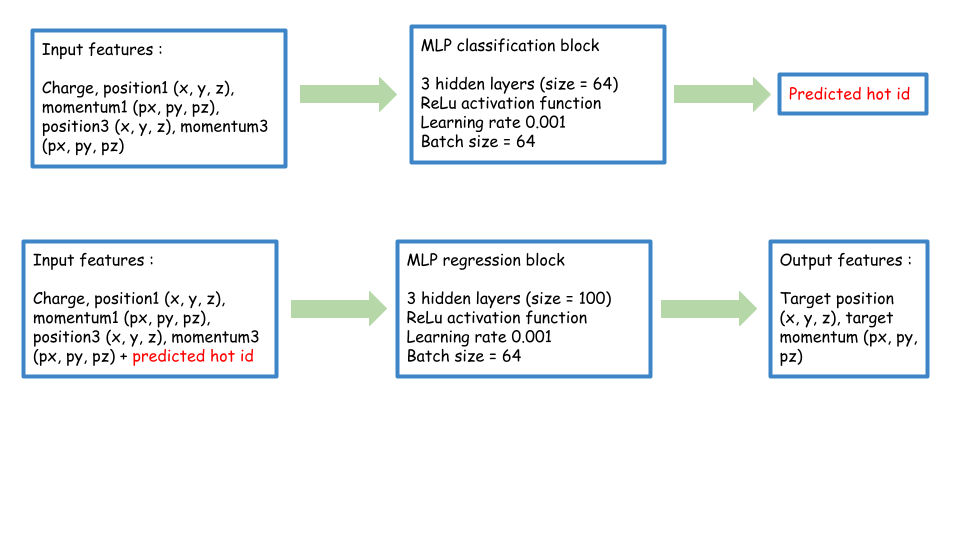 Input features :
Charge, position1 (x, y, z),
momentum1 (px, py, pz),
position3 (x, y, z), momentum3
(px, py, pz)
MLP classification block
3 hidden layers (size = 64)
ReLu activation function
Learning rate 0.001
Batch size = 64
Predicted hot id
Input features :
Charge, position1 (x, y, z),
momentum1 (px, py, pz),
position3 (x, y, z), momentum3
(px, py, pz) + predicted hot id
MLP regression block
3 hidden layers (size = 100)
ReLu activation function
Learning rate 0.001
Batch size = 64
Output features :
Target position
(x, y, z), target
momentum (px, py,
pz)